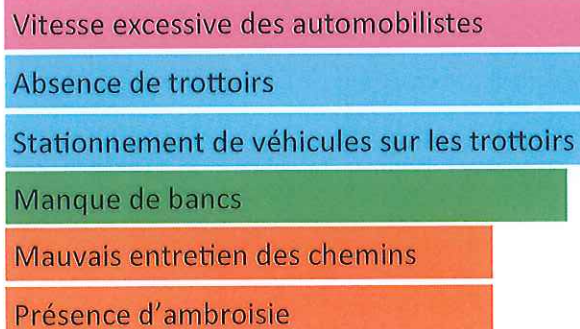 Vitesse excessive des automobilistes
Absence de trottoirs
Stationnement de véhicules sur les trottoirs
Manque de bancs
Mauvais entretien des chemins
Présence d’ambroisie